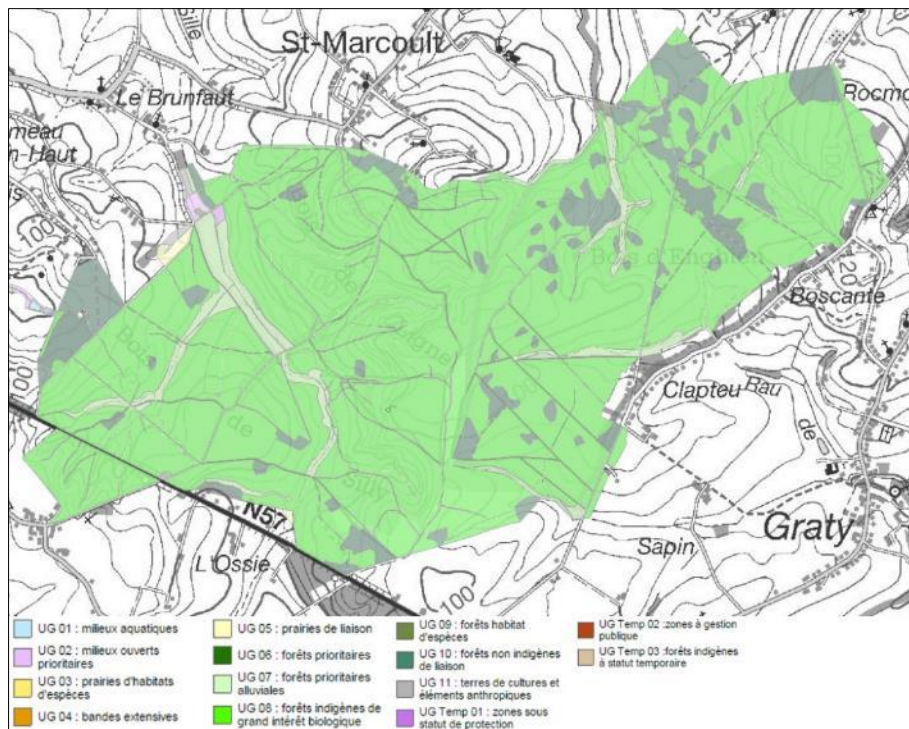 St-Marcoult
Le Brunfaut
Rocmo
Bois d'Enghien
Boscante
100
Bois
de
Ligne
Clapteu
Rau
de
Silly
N57
L'Ossie
100
Sapin
Graty
UG 01 : milieux aquatiques
UG 02 : milieux ouverts
prioritaires
UG 03 : prairies d'habitats
d'espèces
UG 04 : bandes extensives
UG 05 : prairies de liaison
UG 06 : forêts prioritaires
UG 07 : forêts prioritaires
alluviales
UG 08 : forêts indigènes de
grand intérêt biologique
UG 09 : forêts habitat
d'espèces
UG 10 : forêts non indigènes
de liaison
UG 11 : terres de cultures et
éléments anthropiques
UG Temp 01 : zones sous
statut de protection
UG Temp 02 : zones à gestion
publique
UG Temp 03 : forêts indigènes
à statut temporaire